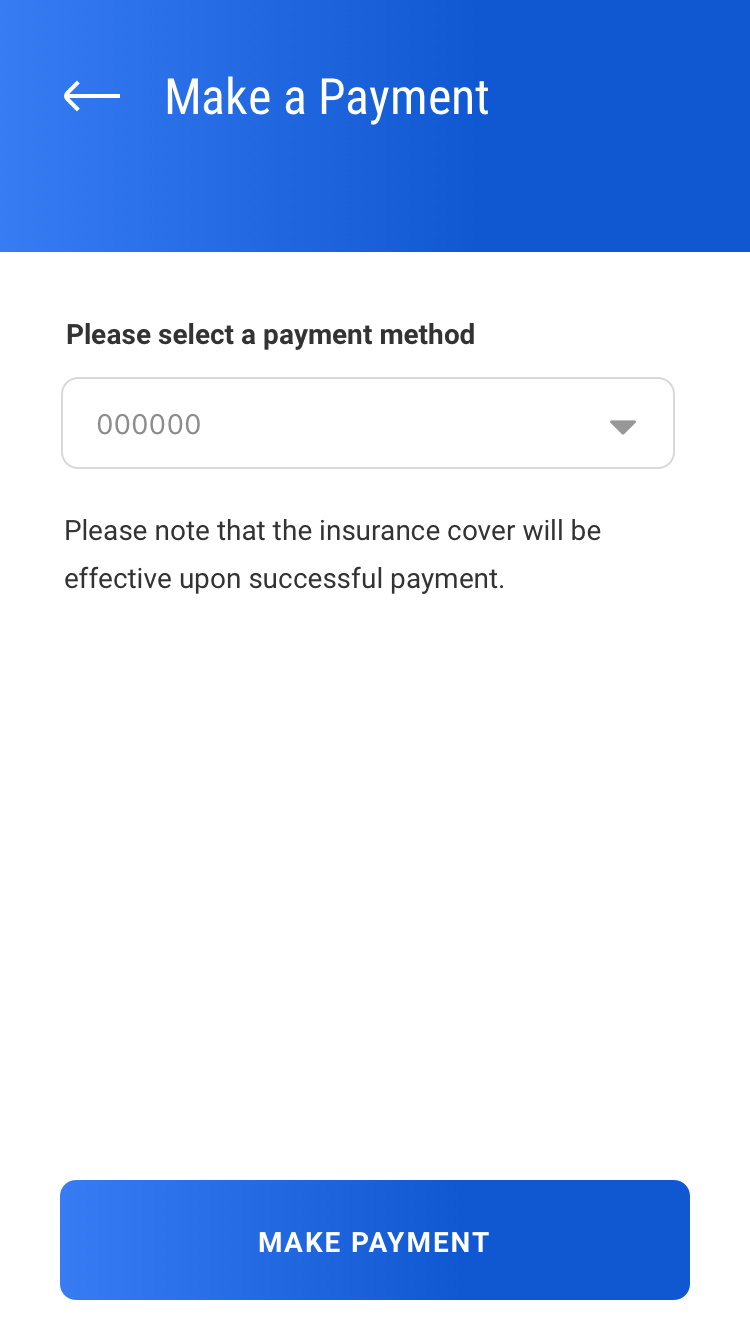 Make a Payment
Please select a payment method
000000
Please note that the insurance cover will be
effective upon successful payment.
MAKE PAYMENT